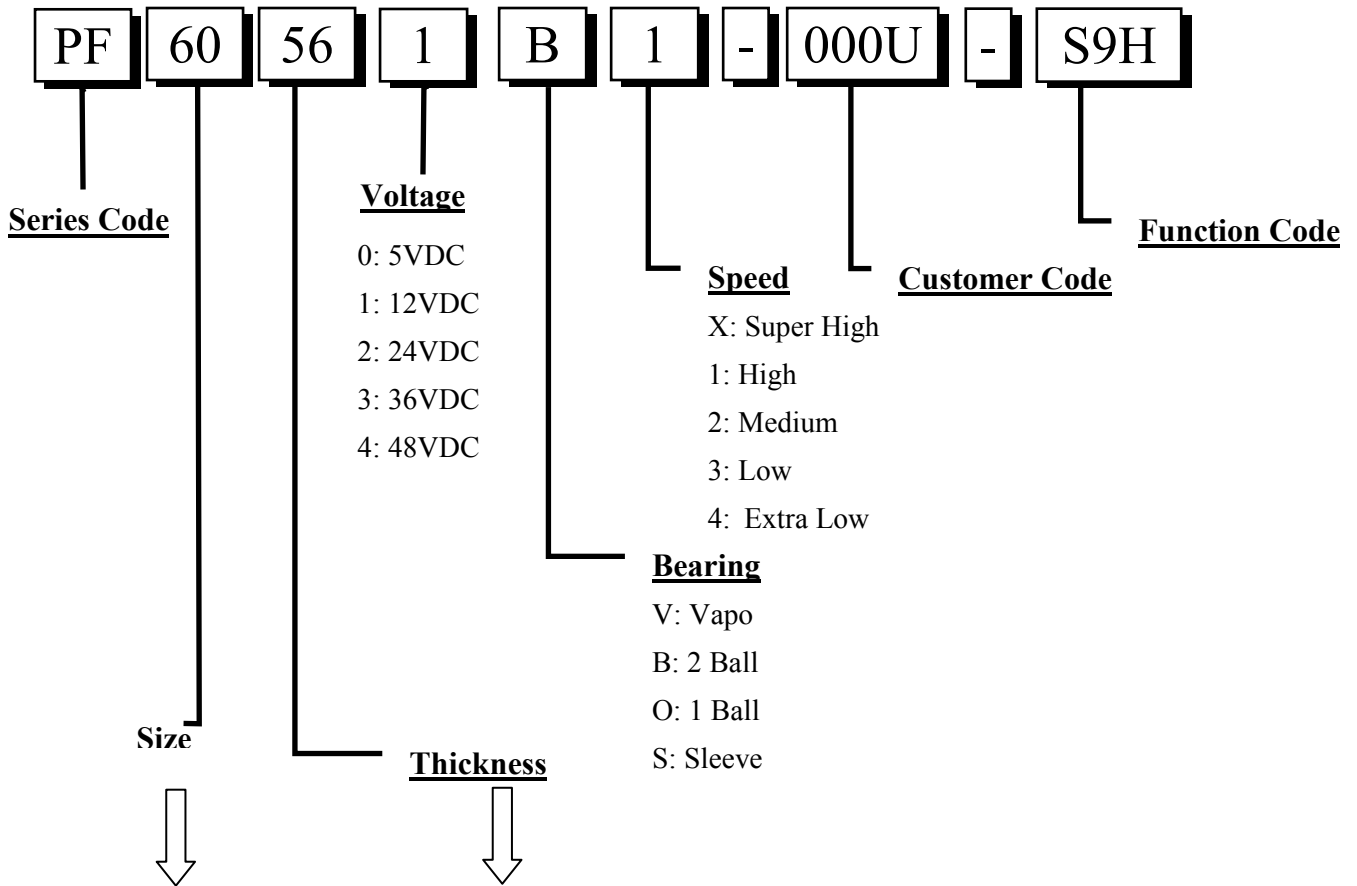 PF 60 56 1 B 1 - 000U - S9H
Series Code
Voltage
0: 5VDC
1: 12VDC
2: 24VDC
3: 36VDC
4: 48VDC
Function Code
Speed
X: Super High
1: High
2: Medium
3: Low
4: Extra Low
Customer Code
Bearing
V: Vapo
B: 2 Ball
O: 1 Ball
S: Sleeve
Size
Thickness